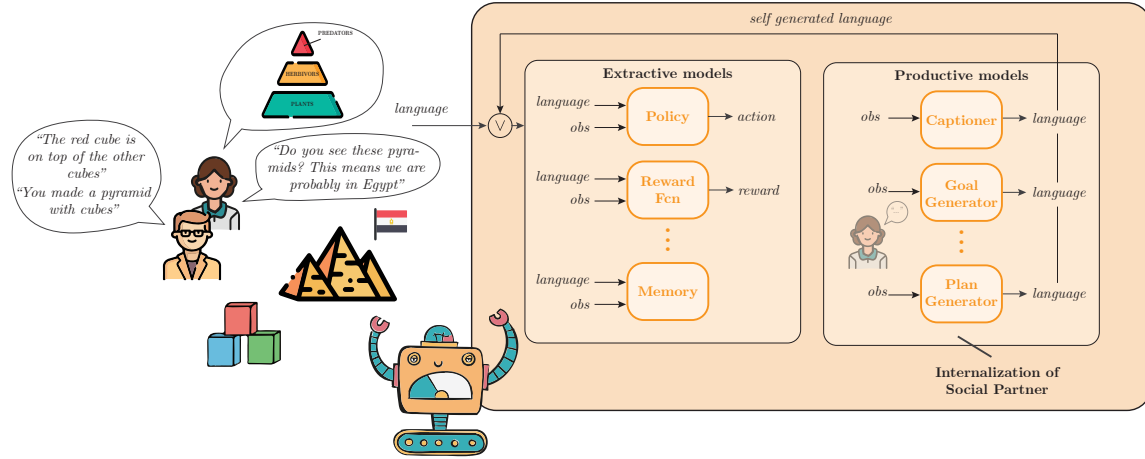 self generated language
PREDATORS
HERBIVORS
PLANTS
language
“The red cube is
on top of the other
cubes”
“You made a pyramid
with cubes”
“Do you see these pyra-
mids? This means we are
probably in Egypt”
∨
Extractive models
language
obs
Policy
action
language
obs
Reward
Fcn
reward
language
obs
Memory
Productive models
obs
Captioner
language
obs
Goal
Generator
language
obs
Plan
Generator
language
Internalization of
Social Partner